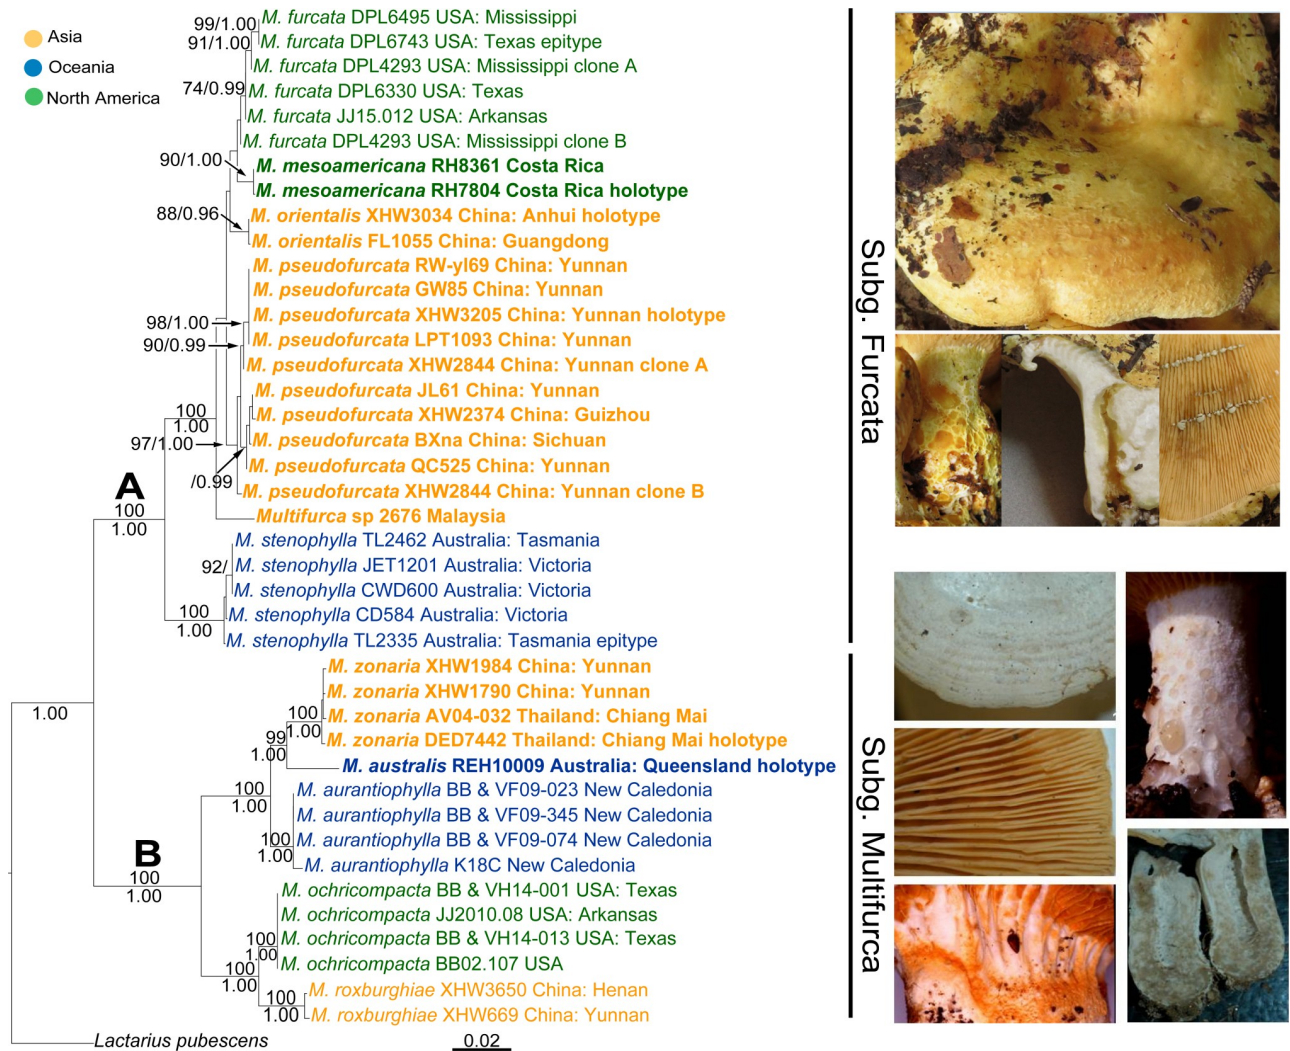 Asia
Oceania
North America
99/1.00
M. furcata DPL6495 USA: Mississippi
91/1.00
M. furcata DPL6743 USA: Texas epitype
M. furcata DPL4293 USA: Mississippi clone A
74/0.99
M. furcata DPL6330 USA: Texas
M. furcata JJ15.012 USA: Arkansas
M. furcata DPL4293 USA: Mississippi clone B
90/1.00
M. mesoamericana RH8361 Costa Rica
M. mesoamericana RH7804 Costa Rica holotype
88/0.96
M. orientalis XHW3034 China: Anhui holotype
M. orientalis FL1055 China: Guangdong
M. pseudofurcata RW-yl69 China: Yunnan
M. pseudofurcata GW85 China: Yunnan
98/1.00
M. pseudofurcata XHW3205 China: Yunnan holotype
90/0.99
M. pseudofurcata LPT1093 China: Yunnan
M. pseudofurcata XHW2844 China: Yunnan clone A
M. pseudofurcata JL61 China: Yunnan
100
1.00
M. pseudofurcata XHW2374 China: Guizhou
97/1.00
M. pseudofurcata BXna China: Sichuan
M. pseudofurcata QC525 China: Yunnan
/0.99
M. pseudofurcata XHW2844 China: Yunnan clone B
A
100
1.00
Multifurca sp 2676 Malaysia
M. stenophylla TL2462 Australia: Tasmania
92/
M. stenophylla JET1201 Australia: Victoria
M. stenophylla CWD600 Australia: Victoria
100
1.00
M. stenophylla CD584 Australia: Victoria
M. stenophylla TL2335 Australia: Tasmania epitype
Subg. Furcata
M. zonaria XHW1984 China: Yunnan
M. zonaria XHW1790 China: Yunnan
1.00
100
1.00
M. zonaria AV04-032 Thailand: Chiang Mai
M. zonaria DED7442 Thailand: Chiang Mai holotype
99
1.00
M. australis REH10009 Australia: Queensland holotype
100
1.00
M. aurantiophylla BB & VF09-023 New Caledonia
M. aurantiophylla BB & VF09-345 New Caledonia
100
1.00
M. aurantiophylla BB & VF09-074 New Caledonia
M. aurantiophylla K18C New Caledonia
B
100
1.00
M. ochricompacta BB & VH14-001 USA: Texas
M. ochricompacta JJ2010.08 USA: Arkansas
100
1.00
M. ochricompacta BB & VH14-013 USA: Texas
M. ochricompacta BB02.107 USA
100
1.00
M. roxburghiae XHW3650 China: Henan
100
1.00
M. roxburghiae XHW669 China: Yunnan
Subg. Multifurca
Lactarius pubescens
0.02